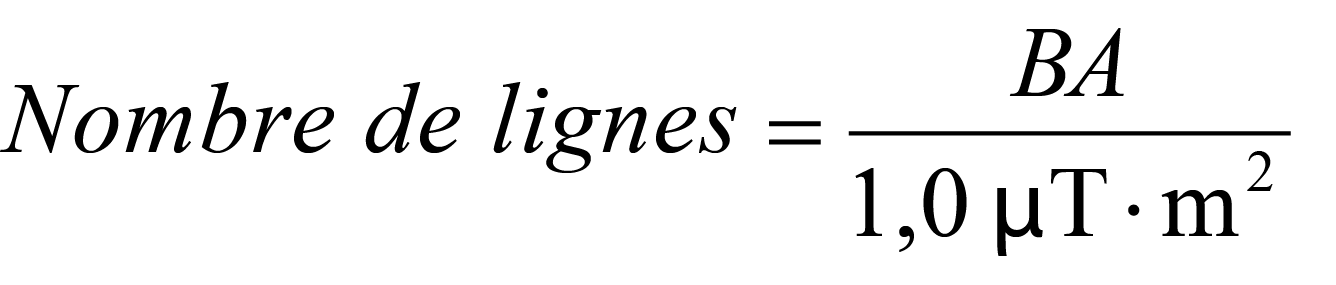 Nombre de lignes = BA / 1,0 µT · m²